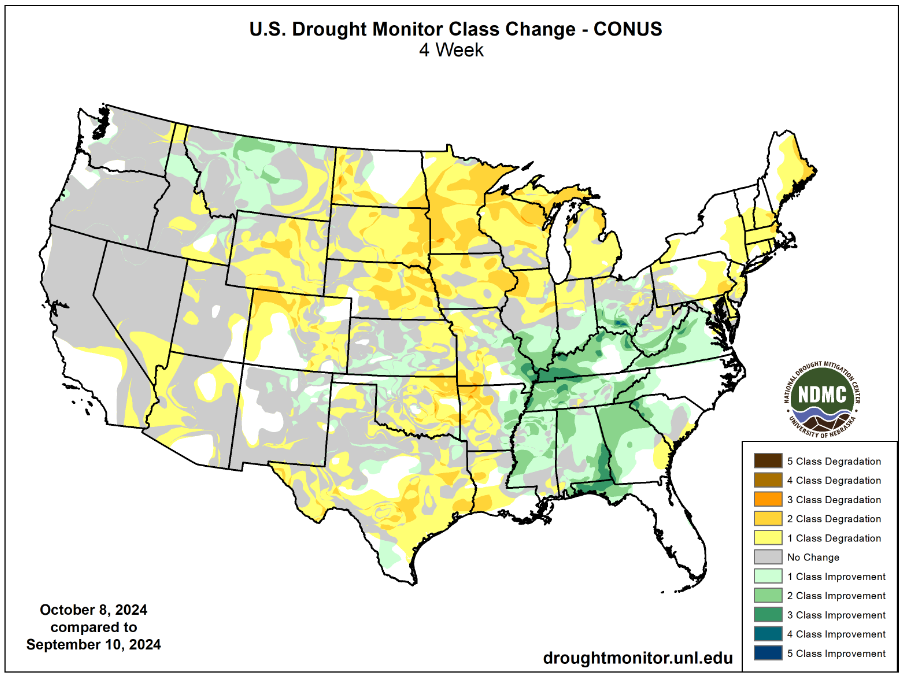 U.S. Drought Monitor Class Change - CONUS
4 Week
NATIONAL DROUGHT MITIGATION CENTER
NDMC
UNIVERSITY OF NEBRASKA
5 Class Degradation
4 Class Degradation
3 Class Degradation
2 Class Degradation
1 Class Degradation
No Change
1 Class Improvement
2 Class Improvement
3 Class Improvement
4 Class Improvement
5 Class Improvement
October 8, 2024
compared to
September 10, 2024
droughtmonitor.unl.edu